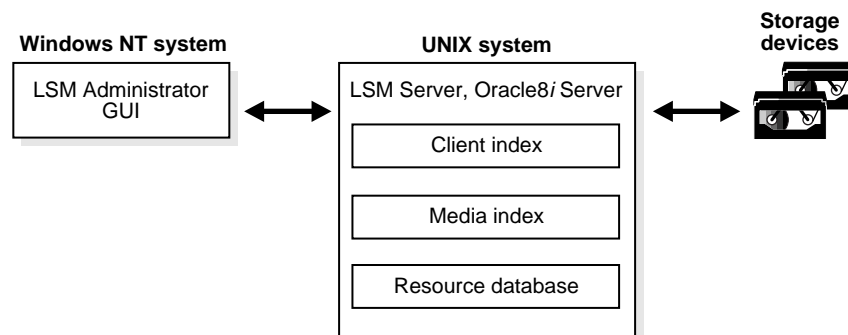 Windows NT system
LSM Administrator
GUI
UNIX system
LSM Server, Oracle8i Server
Client index
Media index
Resource database
Storage
devices